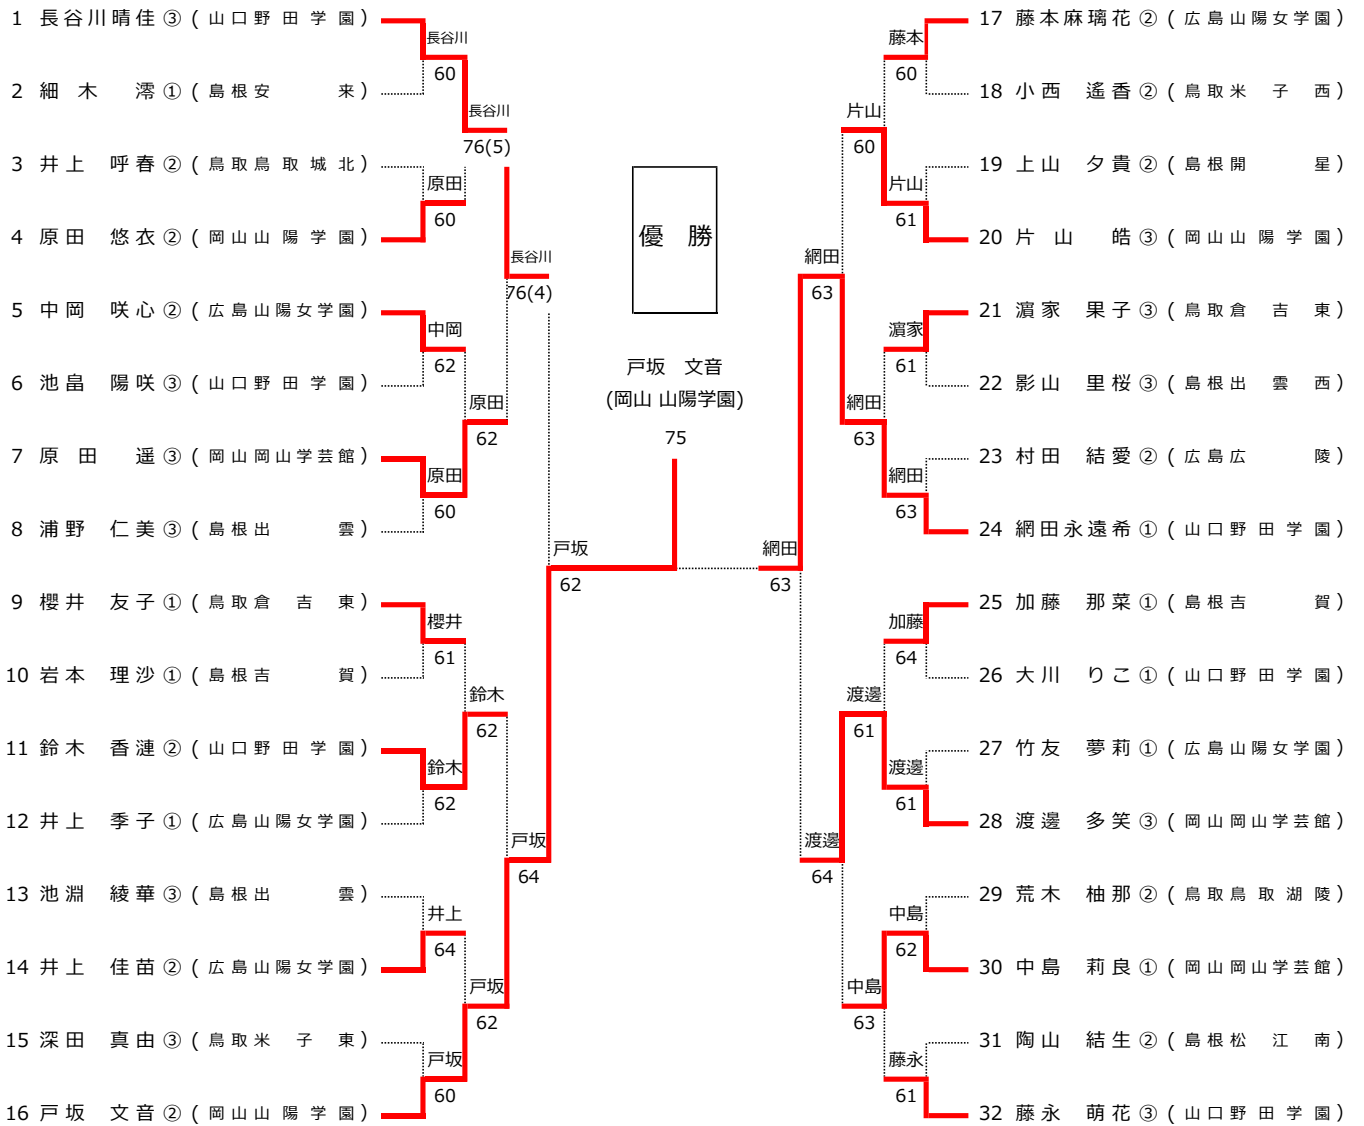 1 長谷川晴佳 ③ ( 山口野田学園 )
長谷川
60
2 細木 澪 ① ( 島根安来 )
長谷川
76(5)
3 井上 呼春 ② ( 鳥取鳥取城北 )
原田
60
4 原田 悠衣 ② ( 岡山山陽学園 )
長谷川
76(4)
5 中岡 咲心 ② ( 広島山陽女学園 )
中岡
62
6 池畠 陽咲 ③ ( 山口野田学園 )
原田
62
7 原田 遥 ③ ( 岡山岡山学芸館 )
原田
60
8 浦野 仁美 ③ ( 島根出雲 )
戸坂
62
9 櫻井 友子 ① ( 鳥取倉吉東 )
櫻井
61
10 岩本 理沙 ① ( 島根吉賀 )
鈴木
62
11 鈴木 香漣 ② ( 山口野田学園 )
鈴木
62
12 井上 季子 ① ( 広島山陽女学園 )
戸坂
64
13 池淵 綾華 ③ ( 島根出雲 )
井上
64
14 井上 佳苗 ② ( 広島山陽女学園 )
戸坂
62
15 深田 真由 ③ ( 鳥取米子東 )
戸坂
60
16 戸坂 文音 ② ( 岡山山陽学園 )
優 勝
戸坂 文音
(岡山 山陽学園)
75
17 藤本麻璃花 ② ( 広島山陽女学園 )
藤本
60
18 小西 遙香 ② ( 鳥取米子西 )
片山
60
19 上山 夕貴 ② ( 島根開星 )
片山
61
20 片山 皓 ③ ( 岡山山陽学園 )
網田
63
21 濵家 果子 ③ ( 鳥取倉吉東 )
濵家
61
22 影山 里桜 ③ ( 島根出雲西 )
網田
63
23 村田 結愛 ② ( 広島広陵 )
網田
63
24 網田永遠希 ① ( 山口野田学園 )
網田
63
25 加藤 那菜 ① ( 島根吉賀 )
加藤
64
26 大川 りこ ① ( 山口野田学園 )
渡邊
61
27 竹友 夢莉 ① ( 広島山陽女学園 )
渡邊
61
28 渡邊 多笑 ③ ( 岡山岡山学芸館 )
渡邊
64
29 荒木 柚那 ② ( 鳥取鳥取湖陵 )
中島
62
30 中島 莉良 ① ( 岡山岡山学芸館 )
中島
63
31 陶山 結生 ② ( 島根松江南 )
藤永
61
32 藤永 萌花 ③ ( 山口野田学園 )